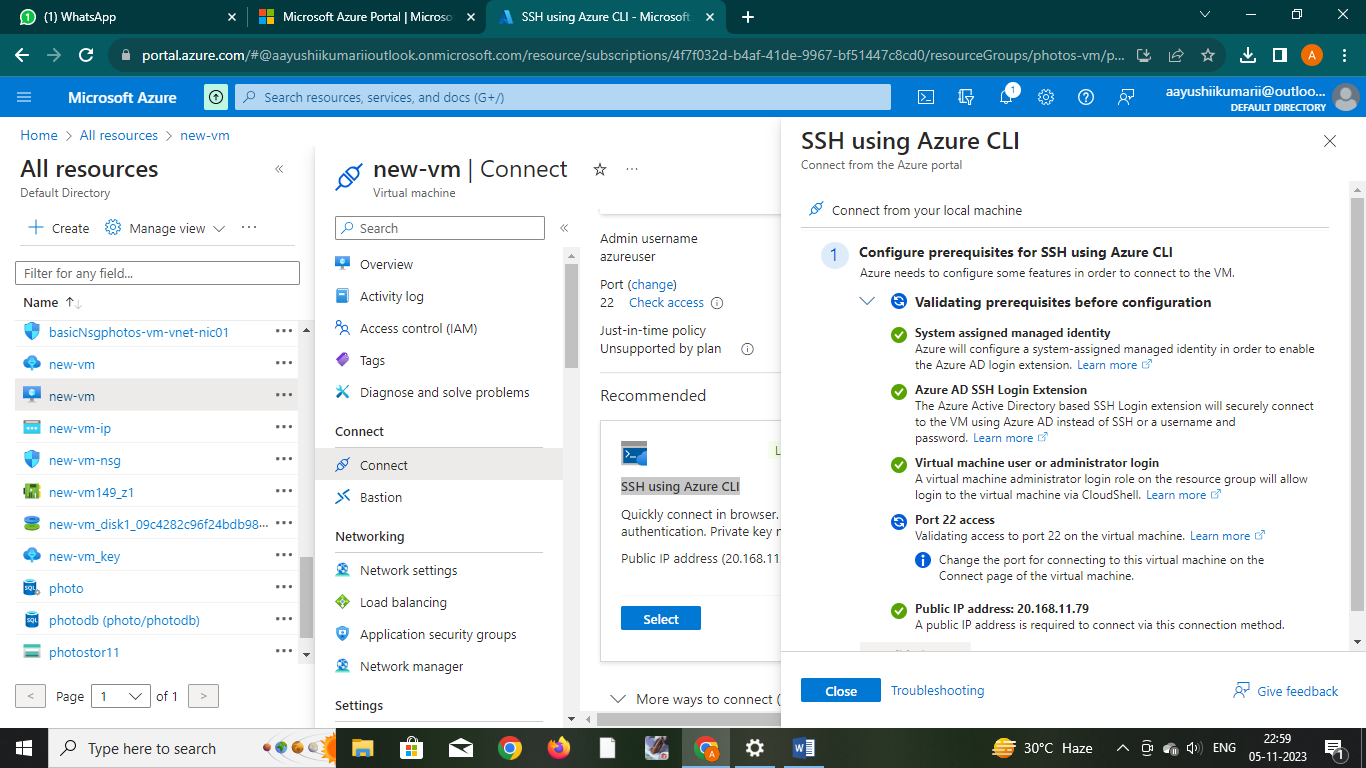 (1) WhatsApp
Microsoft Azure Portal | Microso
SSH using Azure CLI - Microsoft
portal.azure.com/#@aayushiikumariioutlook.onmicrosoft.com/resource/subscriptions/4f7f032d-b4af-41de-9967-bf51447c8cd0/resourceGroups/photos-vm/p...
A
Microsoft Azure
Search resources, services, and docs (G+/)
1
aayushiikumarii@outloo...
DEFAULT DIRECTORY
Home > All resources > new-vm
All resources
Default Directory
Create
Manage view
Filter for any field...
Name
basicNsgphotos-vm-vnet-nic01
new-vm
new-vm
new-vm-ip
new-vm-nsg
new-vm149_z1
new-vm_disk1_09c4282c96f24bdb98...
new-vm_key
photo
photodb (photo/photodb)
photostor11
< Page 1 of 1 >
new-vm | Connect
Virtual machine
Search
Overview
Activity log
Access control (IAM)
Tags
Diagnose and solve problems
Connect
Connect
Bastion
Networking
Network settings
Load balancing
Application security groups
Network manager
Settings
Admin username
azureuser
Port (change)
22 Check access
Just-in-time policy
Unsupported by plan
Recommended
L
SSH using Azure CLI
Quickly connect in browser.
authentication. Private key n
Public IP address (20.168.11
Select
More ways to connect (
SSH using Azure CLI
Connect from the Azure portal
Connect from your local machine
1
Configure prerequisites for SSH using Azure CLI
Azure needs to configure some features in order to connect to the VM.
Validating prerequisites before configuration
System assigned managed identity
Azure will configure a system-assigned managed identity in order to enable
the Azure AD login extension. Learn more
Azure AD SSH Login Extension
The Azure Active Directory based SSH Login extension will securely connect
to the VM using Azure AD instead of SSH or a username and
password. Learn more
Virtual machine user or administrator login
A virtual machine administrator login role on the resource group will allow
login to the virtual machine via CloudShell. Learn more
Port 22 access
Validating access to port 22 on the virtual machine. Learn more
Change the port for connecting to this virtual machine on the
Connect page of the virtual machine.
Public IP address: 20.168.11.79
A public IP address is required to connect via this connection method.
Close
Troubleshooting
Give feedback
Type here to search
30°C Haze
ENG
22:59
05-11-2023
1